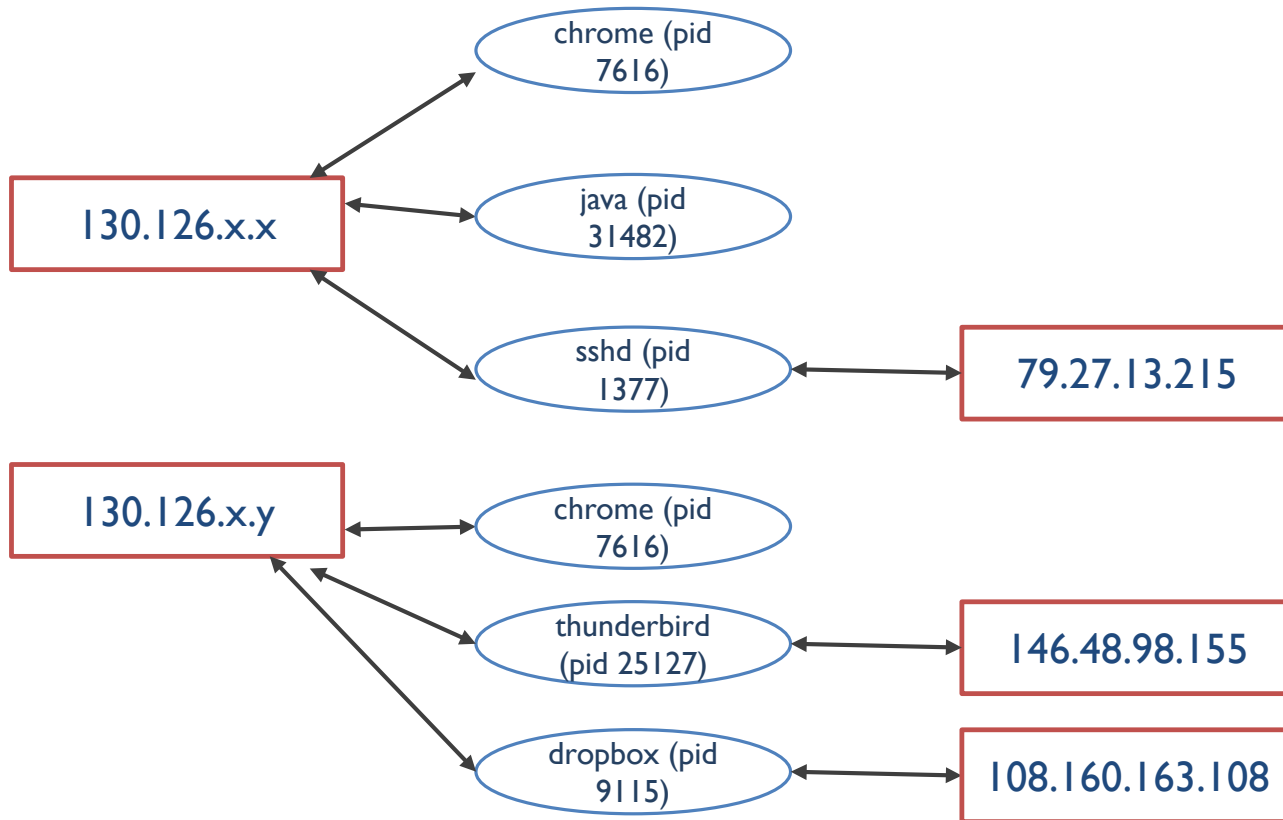 chrome (pid
7616)
130.126.x.x
java (pid
31482)
sshd (pid
1377)
79.27.13.215
130.126.x.y
chrome (pid
7616)
thunderbird
(pid 25127)
146.48.98.155
dropbox (pid
9115)
108.160.163.108